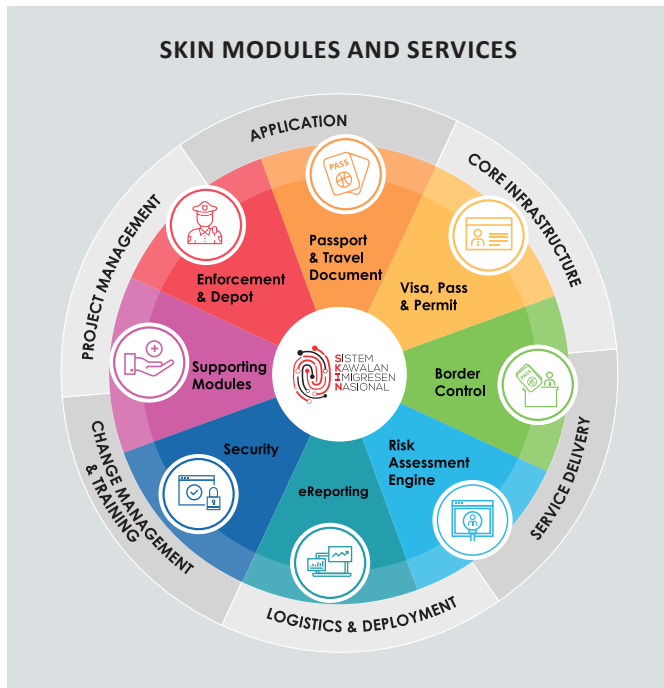 SKIN MODULES AND SERVICES
APPLICATION
CORE INFRASTRUCTURE
SERVICE DELIVERY
LOGISTICS & DEPLOYMENT
CHANGE MANAGEMENT
& TRAINING
PROJECT MANAGEMENT
PASS
Passport
& Travel
Document
Visa, Pass
& Permit
PASS
Border
Control
Risk
Assessment
Engine
eReporting
Security
Supporting
Modules
Enforcement
& Depot
SISTEM
KAWALAN
IMIGRESEN
NASIONAL